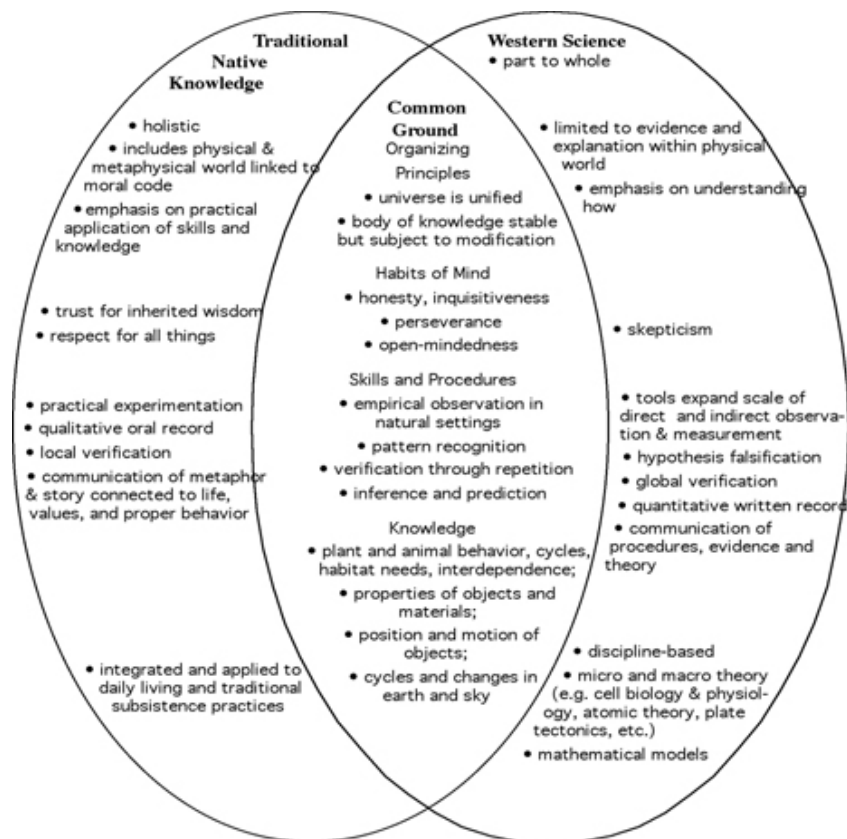 Traditional
Native
Knowledge
• holistic
• includes physical &
metaphysical world linked to
moral code
• emphasis on practical
application of skills and
knowledge
• trust for inherited wisdom
• respect for all things
• practical experimentation
• qualitative oral record
• local verification
• communication of metaphor
& story connected to life,
values, and proper behavior
• integrated and applied to
daily living and traditional
subsistence practices
Common
Ground
Organizing
Principles
• universe is unified
• body of knowledge stable
but subject to modification
Habits of Mind
• honesty, inquisitiveness
• perseverance
• open-mindedness
Skills and Procedures
• empirical observation in
natural settings
• pattern recognition
• verification through repetition
• inference and prediction
Knowledge
• plant and animal behavior, cycles,
habitat needs, interdependence;
• properties of objects and
materials;
• position and motion of
objects;
• cycles and changes in
earth and sky
Western Science
• part to whole
• limited to evidence and
explanation within physical
world
• emphasis on understanding
how
• skepticism
• tools expand scale of
direct and indirect observa-
tion & measurement
• hypothesis falsification
• global verification
• quantitative written record
• communication of
procedures, evidence and
theory
• discipline-based
• micro and macro theory
(e.g. cell biology & physiol-
ogy, atomic theory, plate
tectonics, etc.)
• mathematical models